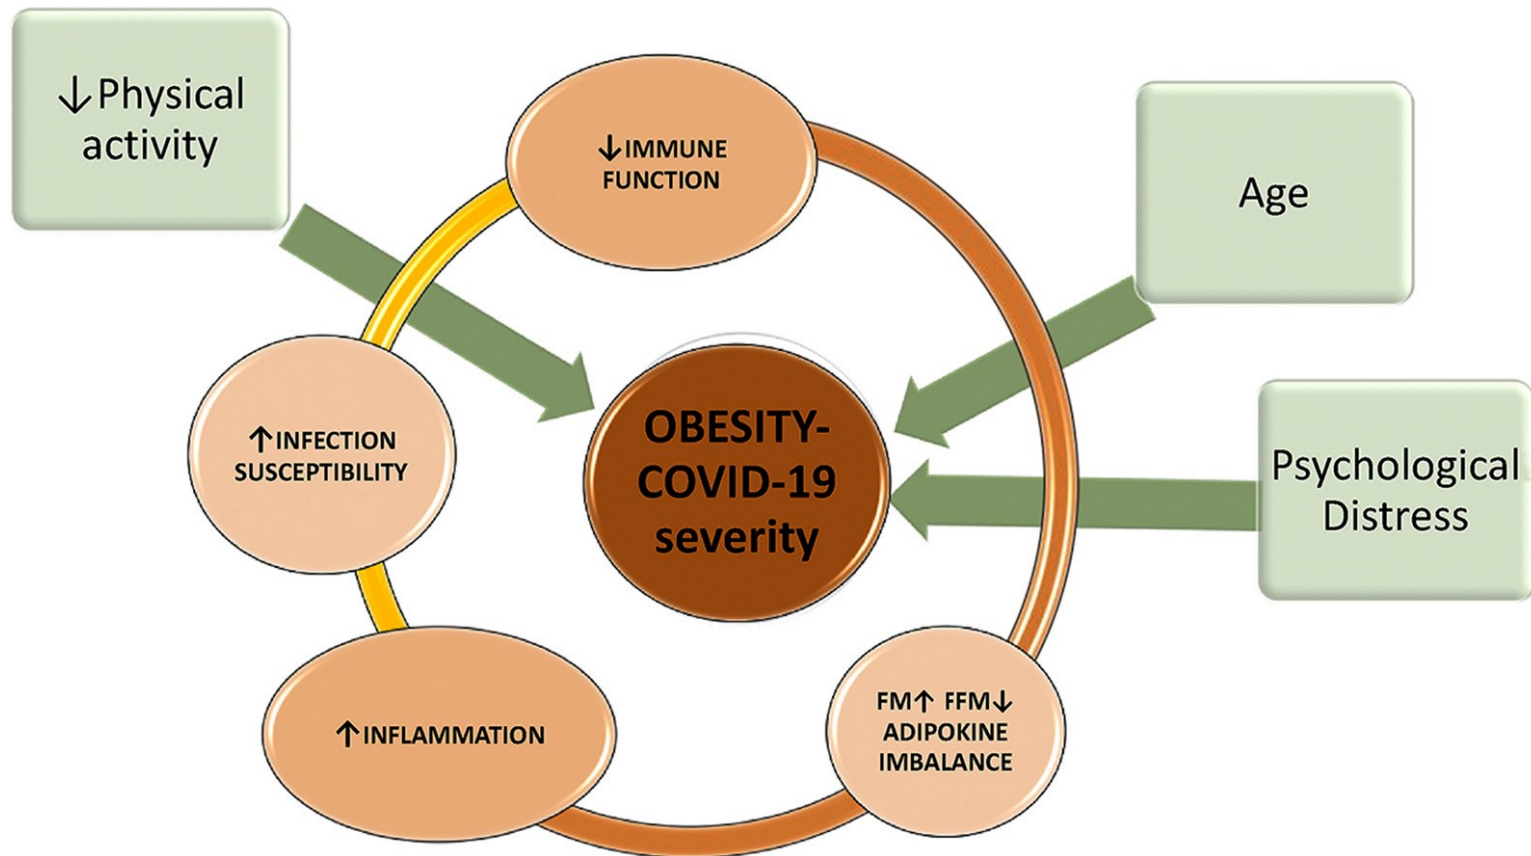 ↓Physical
activity
↓IMMUNE
FUNCTION
Age
↑INFECTION
SUSCEPTIBILITY
OBESITY-
COVID-19
severity
Psychological
Distress
↑INFLAMMATION
FM↑ FFM↓
ADIPOKINE
IMBALANCE